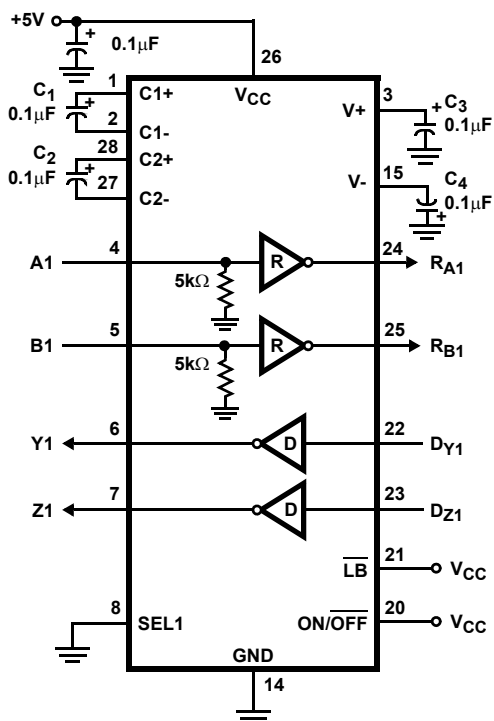 +5V
+
0.1μF
26
1
C1
+
0.1μF
C1+
VCC
3
V+
+
C3
0.1μF
2
C1-
28
C2
+
0.1μF
C2+
27
C2-
15
V-
C4
0.1μF
+
A1
4
R
24
RA1
5kΩ
B1
5
R
25
RB1
5kΩ
Y1
6
D
22
DY1
Z1
7
D
23
DZ1
LB
21
VCC
8
SEL1
ON/OFF
20
VCC
GND
14